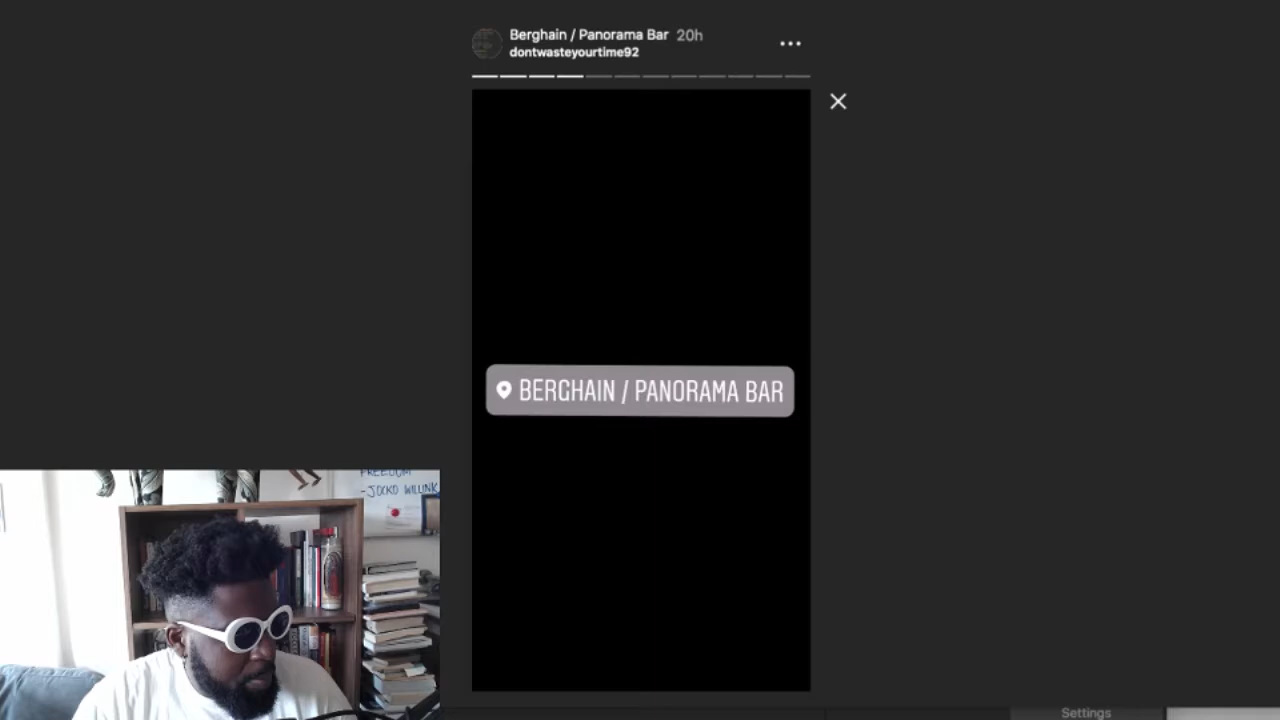 Berghain / Panorama Bar 20h
dontwasteyourtime92
BERGHAIN / PANORAMA BAR
FREEDOM
-JOCKO WILLINK
Settings